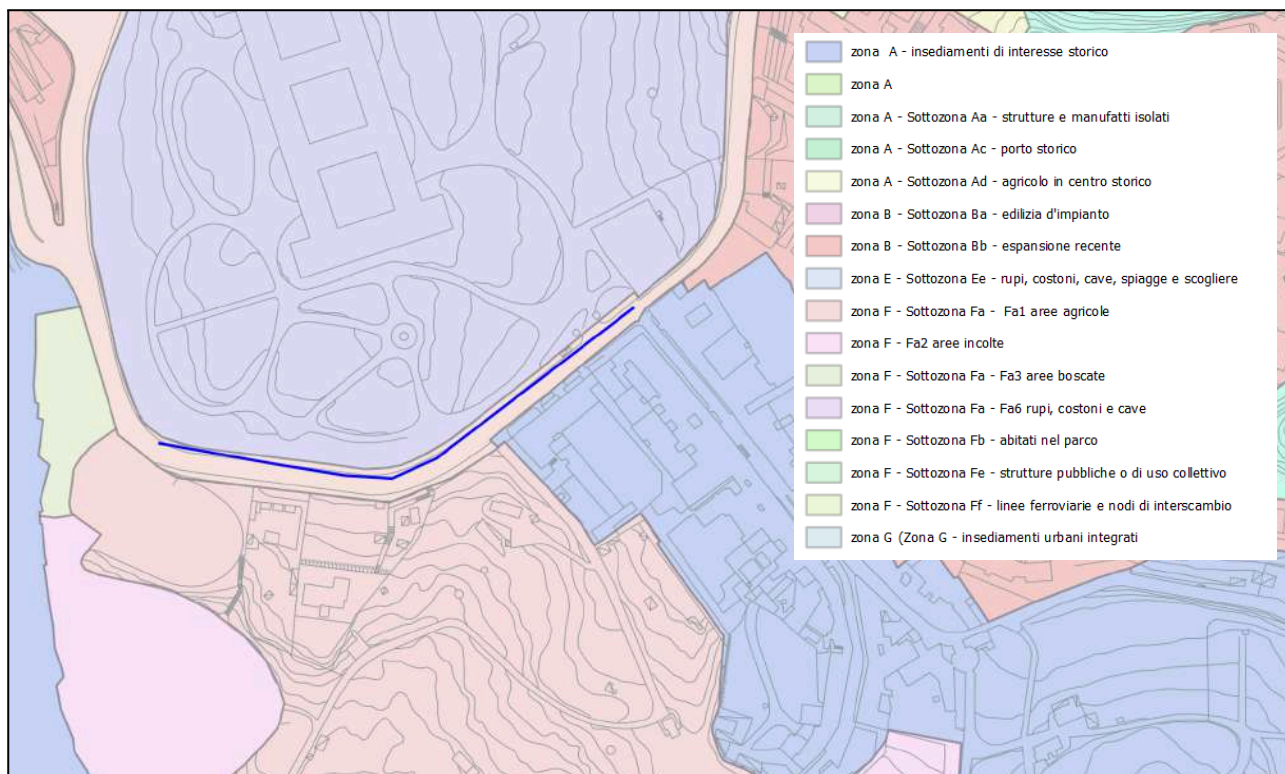 zona A - insediamenti di interesse storico
zona A
zona A - Sottozona Aa - strutture e manufatti isolati
zona A - Sottozona Ac - porto storico
zona A - Sottozona Ad - agricolo in centro storico
zona B - Sottozona Ba - edilizia d'impianto
zona B - Sottozona Bb - espansione recente
zona E - Sottozona Ee - rupi, costoni, cave, spiagge e scogliere
zona F - Sottozona Fa - Fa1 aree agricole
zona F - Fa2 aree incolte
zona F - Sottozona Fa - Fa3 aree boscate
zona F - Sottozona Fa - Fa6 rupi, costoni e cave
zona F - Sottozona Fb - abitati nel parco
zona F - Sottozona Fe - strutture pubbliche o di uso collettivo
zona F - Sottozona Ff - linee ferroviarie e nodi di interscambio
zona G (Zona G - insediamenti urbani integrati